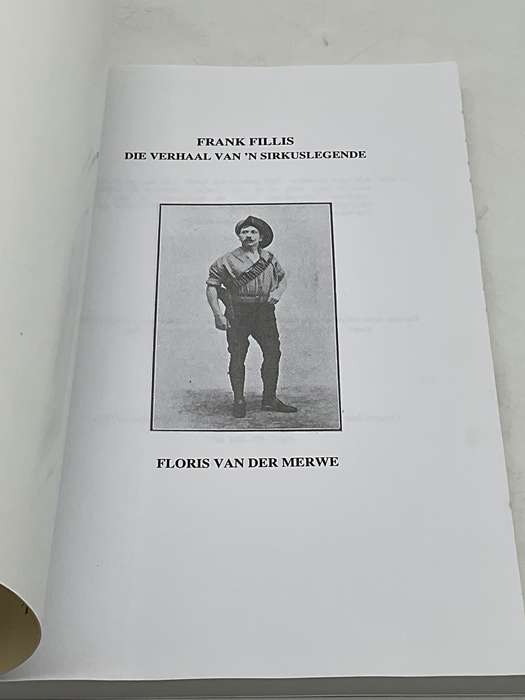 FRANK FILLIS
DIE VERHAAL VAN 'N SIRKUSLEGENDE
FLORIS VAN DER MERWE